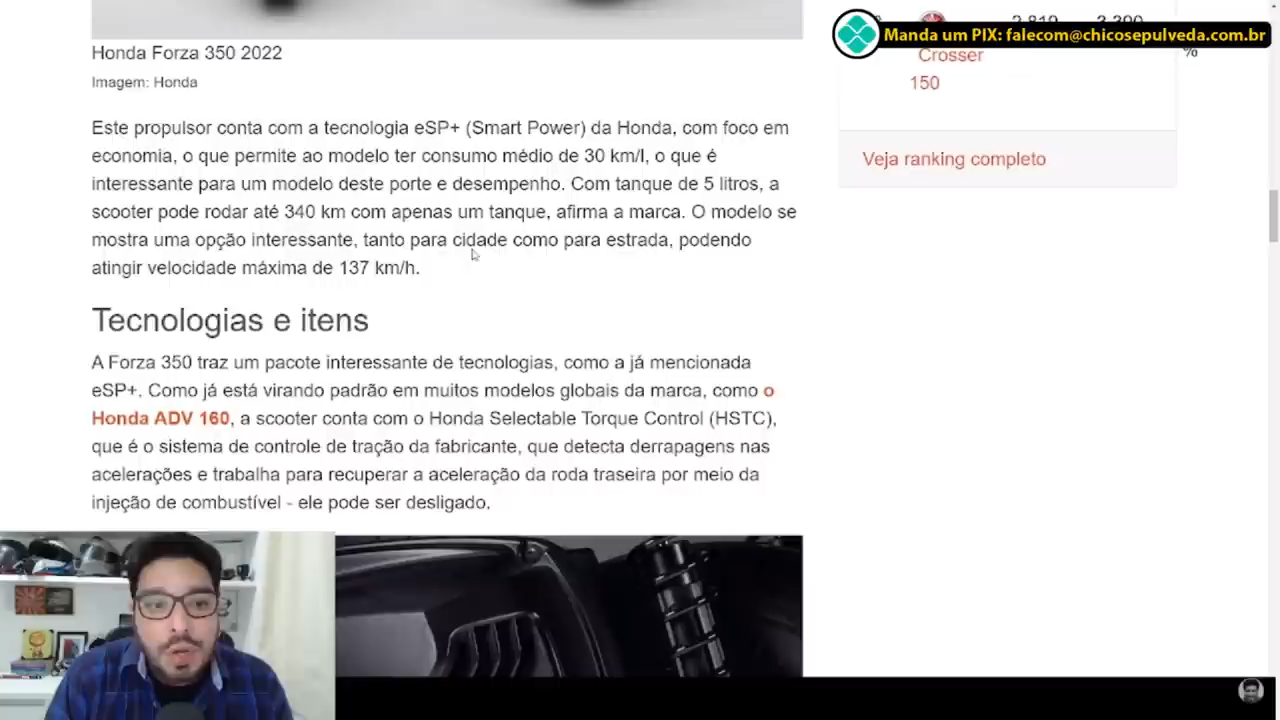 Honda Forza 350 2022
Imagem: Honda
Este propulsor conta com a tecnologia eSP+ (Smart Power) da Honda, com foco em
economia, o que permite ao modelo ter consumo médio de 30 km/l, o que é
interessante para um modelo deste porte e desempenho. Com tanque de 5 litros, a
scooter pode rodar até 340 km com apenas um tanque, afirma a marca. O modelo se
mostra uma opção interessante, tanto para cidade como para estrada, podendo
atingir velocidade máxima de 137 km/h.
Tecnologias e itens
A Forza 350 traz um pacote interessante de tecnologias, como a já mencionada
eSP+. Como já está virando padrão em muitos modelos globais da marca, como o
Honda ADV 160, a scooter conta com o Honda Selectable Torque Control (HSTC),
que é o sistema de controle de tração da fabricante, que detecta derrapagens nas
acelerações e trabalha para recuperar a aceleração da roda traseira por meio da
injeção de combustível - ele pode ser desligado.
Manda um PIX: falecom@chicosepulveda.com.br
%
Crosser
150
Veja ranking completo